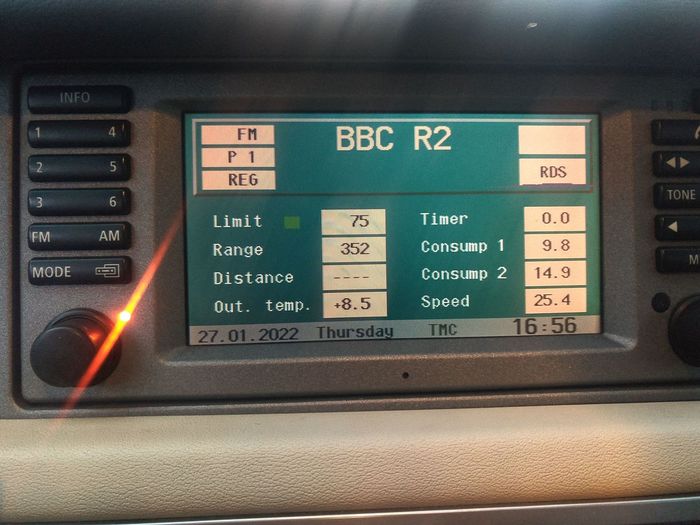 INFO
1 4
2 5
3 6
FM AM
MODE
FM
P 1
REG
BBC R2
RDS
Limit 75
Range 352
Distance ----
Out. temp. +8.5
Timer 0.0
Consump 1 9.8
Consump 2 14.9
Speed 25.4
27.01.2022 Thursday TMC 16:56
TONE